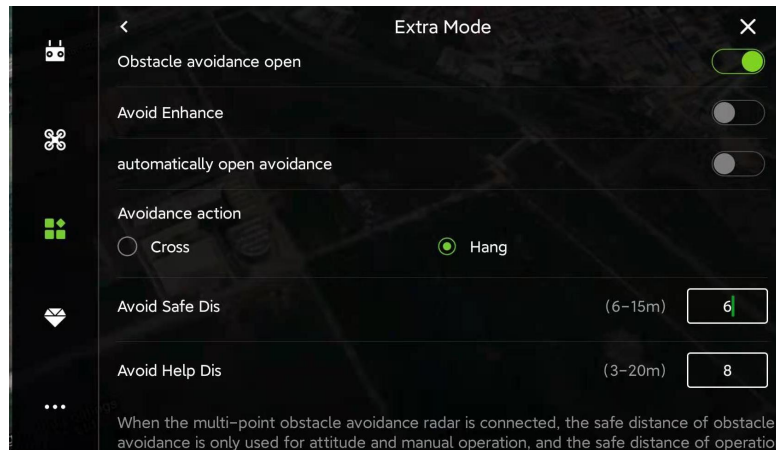 Extra Mode
Obstacle avoidance open
Avoid Enhance
automatically open avoidance
Avoidance action
Cross Hang
Avoid Safe Dis (6-15m) 6
Avoid Help Dis (3-20m) 8
When the multi-point obstacle avoidance radar is connected, the safe distance of obstacle
avoidance is only used for attitude and manual operation, and the safe distance of operatio